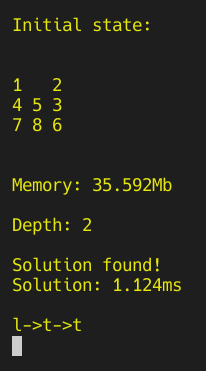 Initial state:
1   2
4 5 3
7 8 6
Memory: 35.592Mb
Depth: 2
Solution found!
Solution: 1.124ms
l->t->t